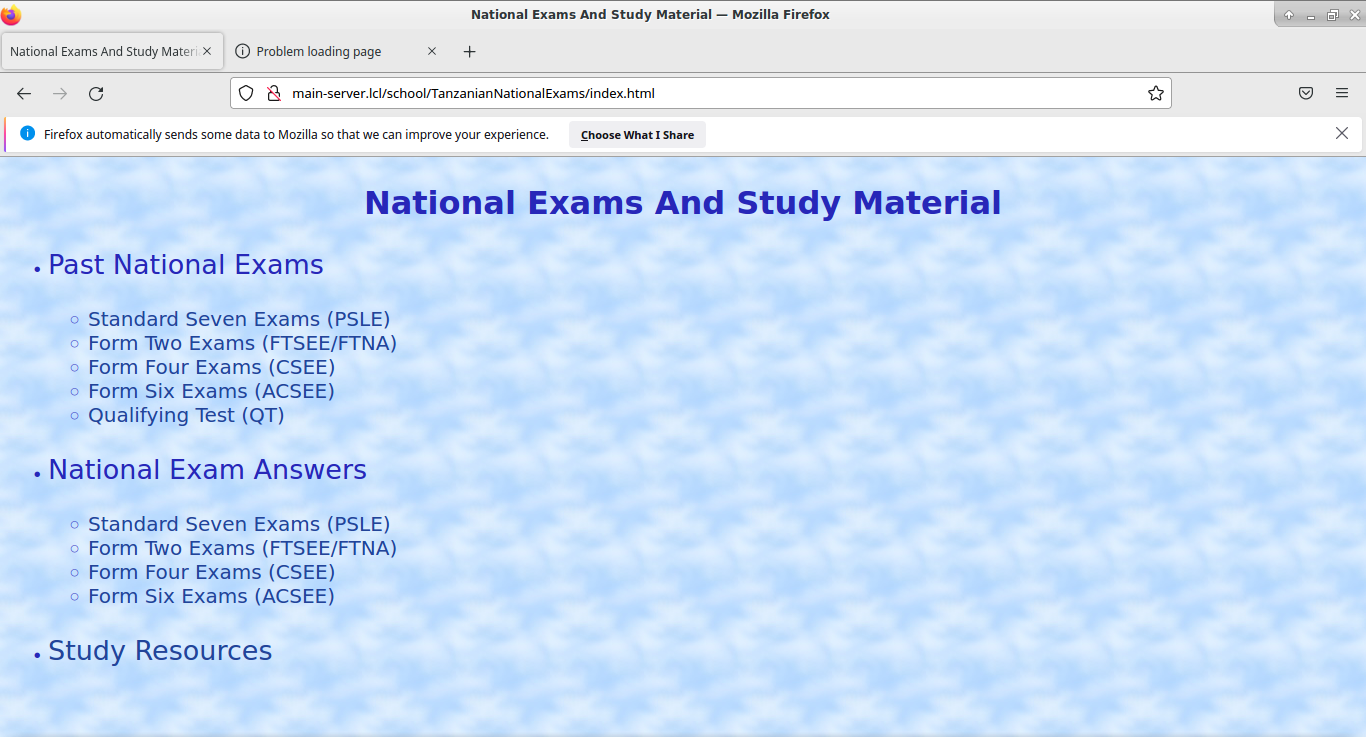 National Exams And Study Material — Mozilla Firefox
National Exams And Study Materi
Problem loading page
main-server.lcl/school/TanzanianNationalExams/index.html
Firefox automatically sends some data to Mozilla so that we can improve your experience.
Choose What I Share
National Exams And Study Material
Past National Exams
Standard Seven Exams (PSLE)
Form Two Exams (FTSEE/FTNA)
Form Four Exams (CSEE)
Form Six Exams (ACSEE)
Qualifying Test (QT)
National Exam Answers
Standard Seven Exams (PSLE)
Form Two Exams (FTSEE/FTNA)
Form Four Exams (CSEE)
Form Six Exams (ACSEE)
Study Resources